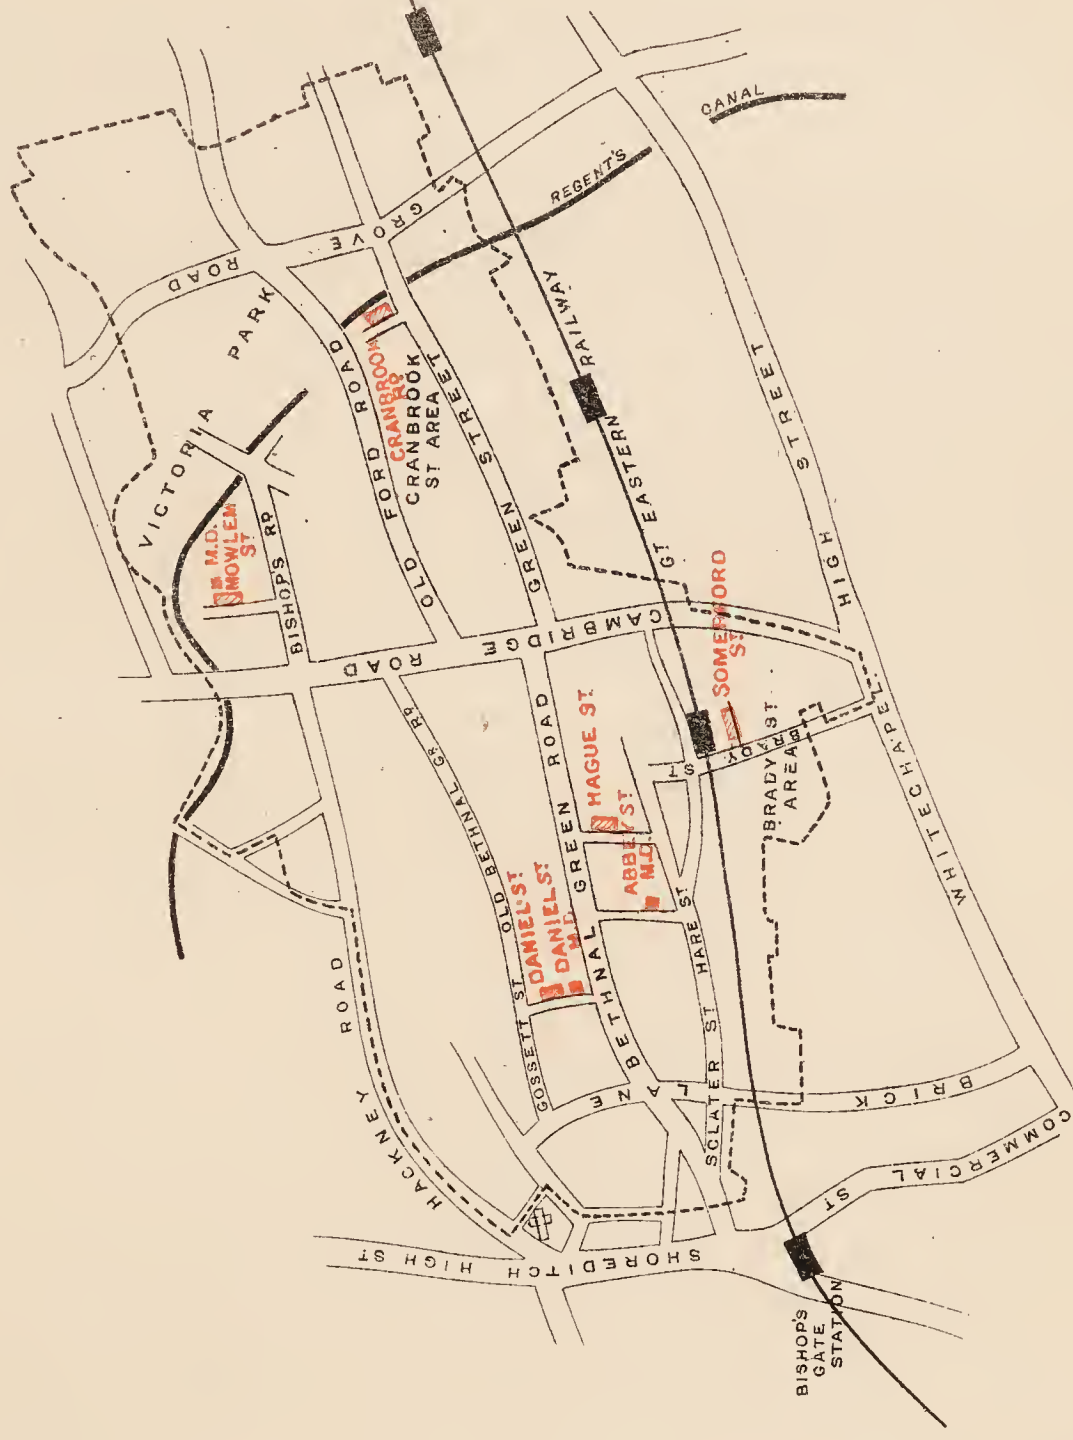 CANAL
REGENT'S
GROVE
ROAD
VICTORIA PARK
GT EASTERN RAILWAY
CRANBROOK
RD
CRANBROOK
ST AREA
OLD FORD ROAD
GREEN STREET
HIGH STREET
M.D.
MOWLEM
ST
BISHOP'S RD
CAMBRIDGE ROAD
SOMERFORD
ST
HAGUE ST
BETHNAL GREEN ROAD
OLD BETHNAL GR. RD
BRADY ST
BRADY ST
AREA
ABBEY ST
M.D.
WHITECHAPEL
DANIEL'S ST
DANIEL ST
M.D.
GOSSETT ST
HARE ST
SCLATER ST
HACKNEY ROAD
BRICK LANE
COMMERCIAL ST
SHOREDITCH HIGH ST
BISHOP'S
GATE
STATION